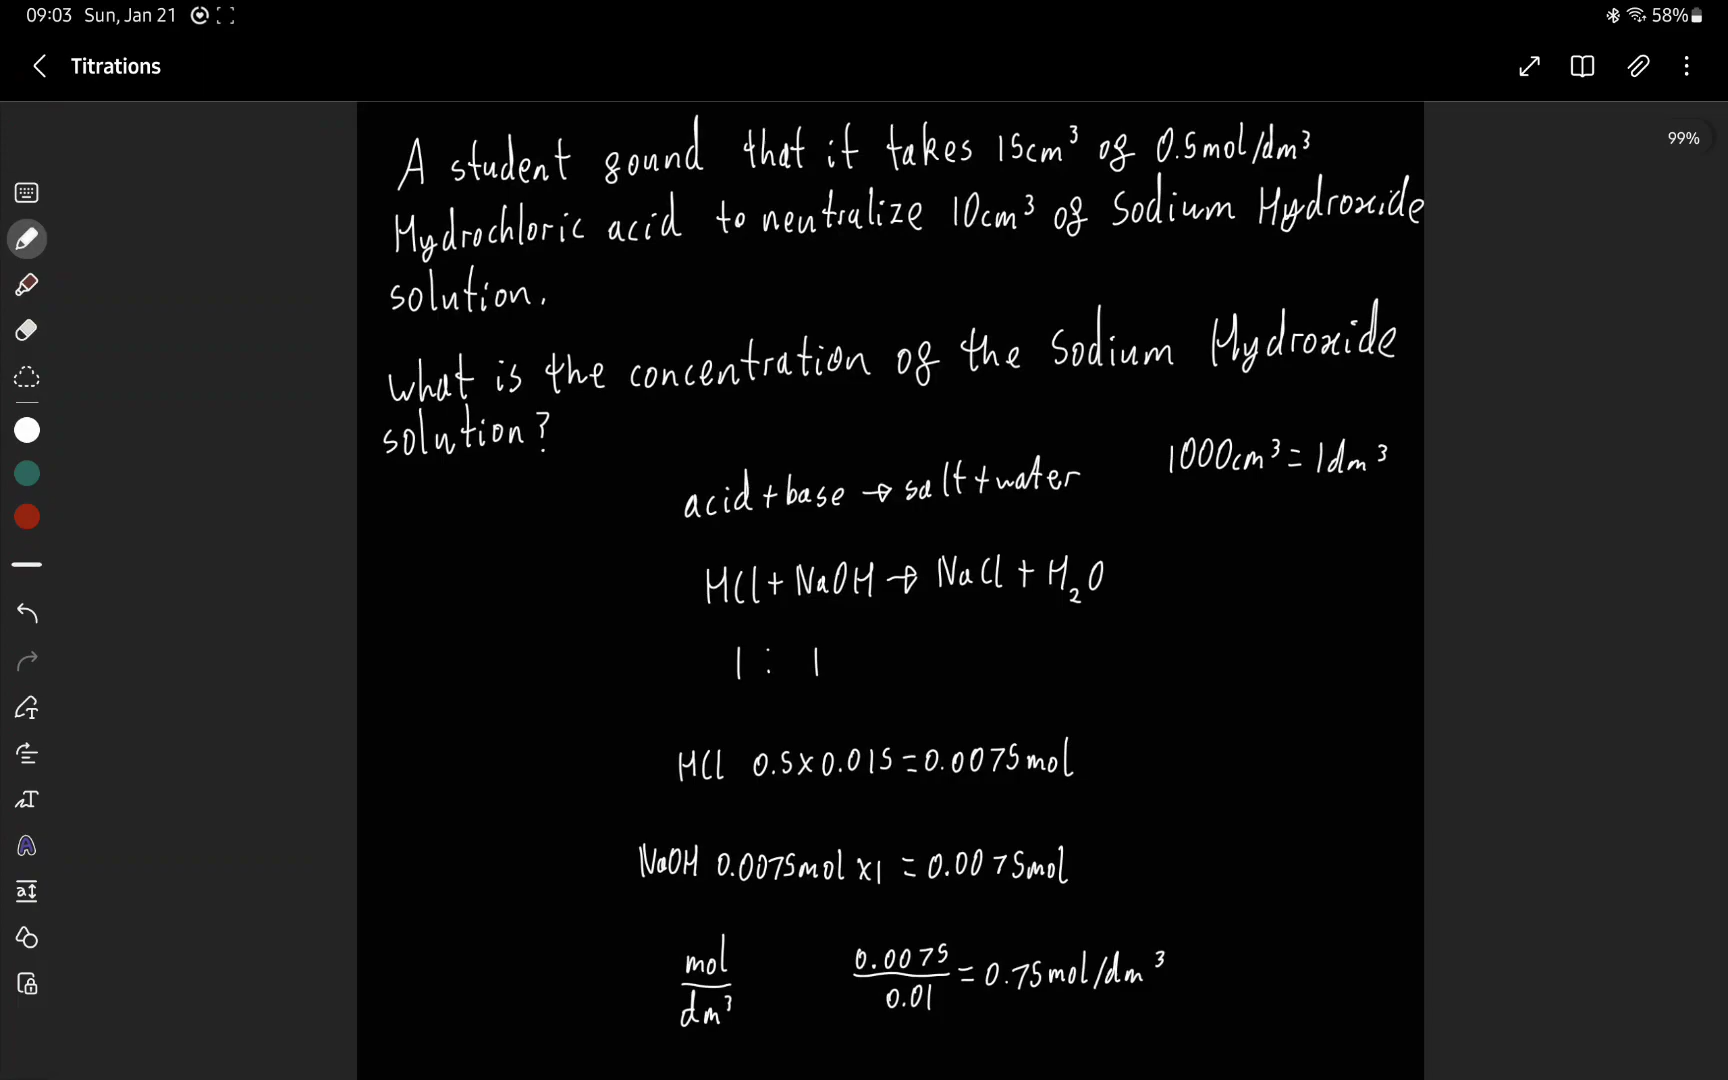 09:03 Sun, Jan 21
58%
Titrations
99%
A student found that it takes 15cm³ of 0.5mol/dm³
Hydrochloric acid to neutralize 10cm³ of Sodium Hydroxide
solution.
What is the concentration of the Sodium Hydroxide
solution?
1000cm³ = 1dm³
acid + base → salt + water
HCl + NaOH → NaCl + H₂O
1 : 1
HCl 0.5 × 0.015 = 0.0075mol
NaOH 0.0075mol ×1 = 0.0075mol
mol
dm³
0.0075
0.01
= 0.75mol/dm³